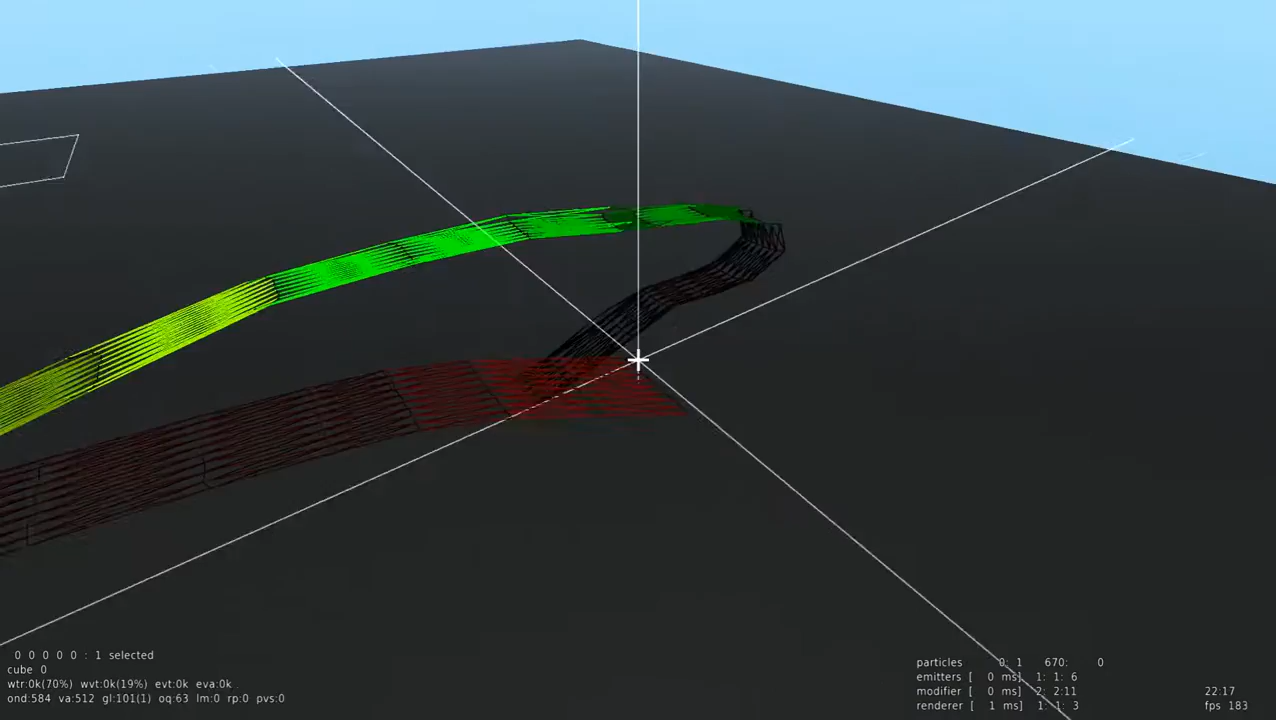 0 0 0 0 0 : 1 selected
cube 0
wtr:0k(70%) wvt:0k(19%) evt:0k eva:0k
ond:584 va:512 gl:101(1) oq:63 lm:0 rp:0 pvs:0
particles 0: 1 670: 0
emitters [ 0 ms] 1: 1: 6
modifier [ 0 ms] 2: 2:11
renderer [ 1 ms] 1: 1: 3
22:17
fps 183